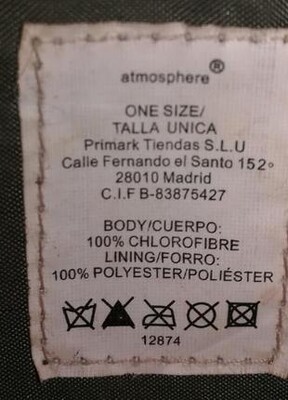 atmosphere®
ONE SIZE/
TALLA UNICA
Primark Tiendas S.L.U
Calle Fernando el Santo 152º
28010 Madrid
C.I.F B-83875427
BODY/CUERPO:
100% CHLOROFIBRE
LINING/FORRO:
100% POLYESTER/POLIÉSTER
12874